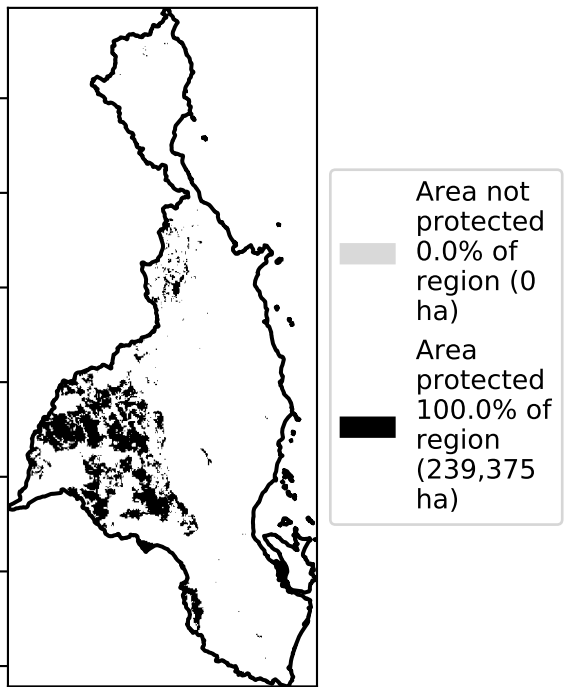 Area not
protected
0.0% of
region (0
ha)
Area
protected
100.0% of
region
(239,375
ha)